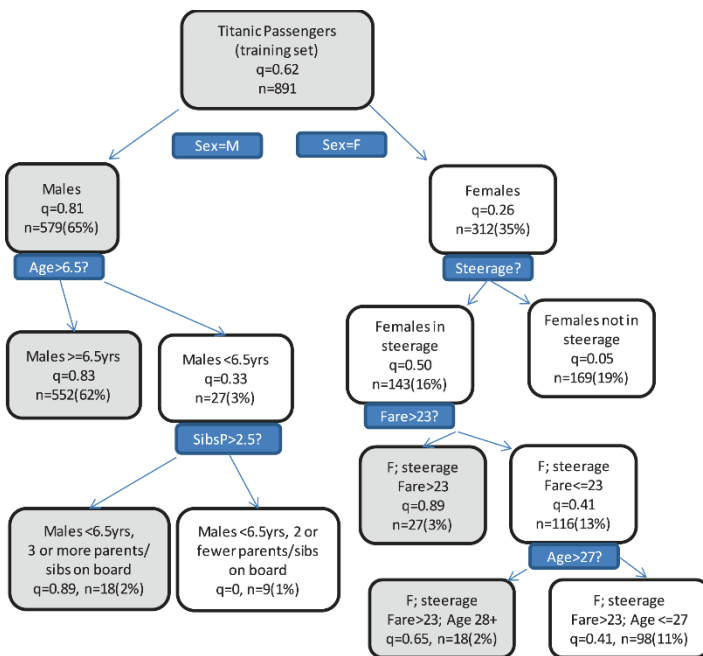 Titanic Passengers
(training set)
q=0.62
n=891
Sex=M
Sex=F
Males
q=0.81
n=579(65%)
Age>6.5?
Females
q=0.26
n=312(35%)
Steerage?
Males >=6.5yrs
q=0.83
n=552(62%)
Males <6.5yrs
q=0.33
n=27(3%)
SibsP>2.5?
Females in
steerage
q=0.50
n=143(16%)
Fare>23?
Females not in
steerage
q=0.05
n=169(19%)
Males <6.5yrs,
3 or more parents/
sibs on board
q=0.89, n=18(2%)
Males <6.5yrs, 2 or
fewer parents/sibs
on board
q=0, n=9(1%)
F; steerage
Fare>23
q=0.89
n=27(3%)
F; steerage
Fare<=23
q=0.41
n=116(13%)
Age>27?
F; steerage
Fare>23; Age 28+
q=0.65, n=18(2%)
F; steerage
Fare>23; Age <=27
q=0.41, n=98(11%)